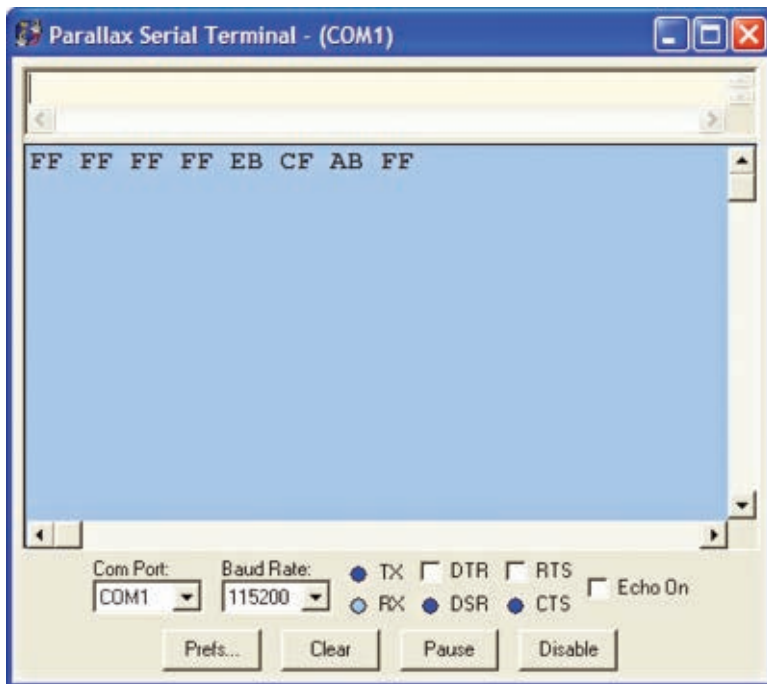 Parallax Serial Terminal - (COM1)
FF FF FF FF EB CF AB FF
Com Port: Baud Rate: TX DTR RTS
COM1 115200 RX DSR CTS Echo On
Prefs... Clear Pause Disable